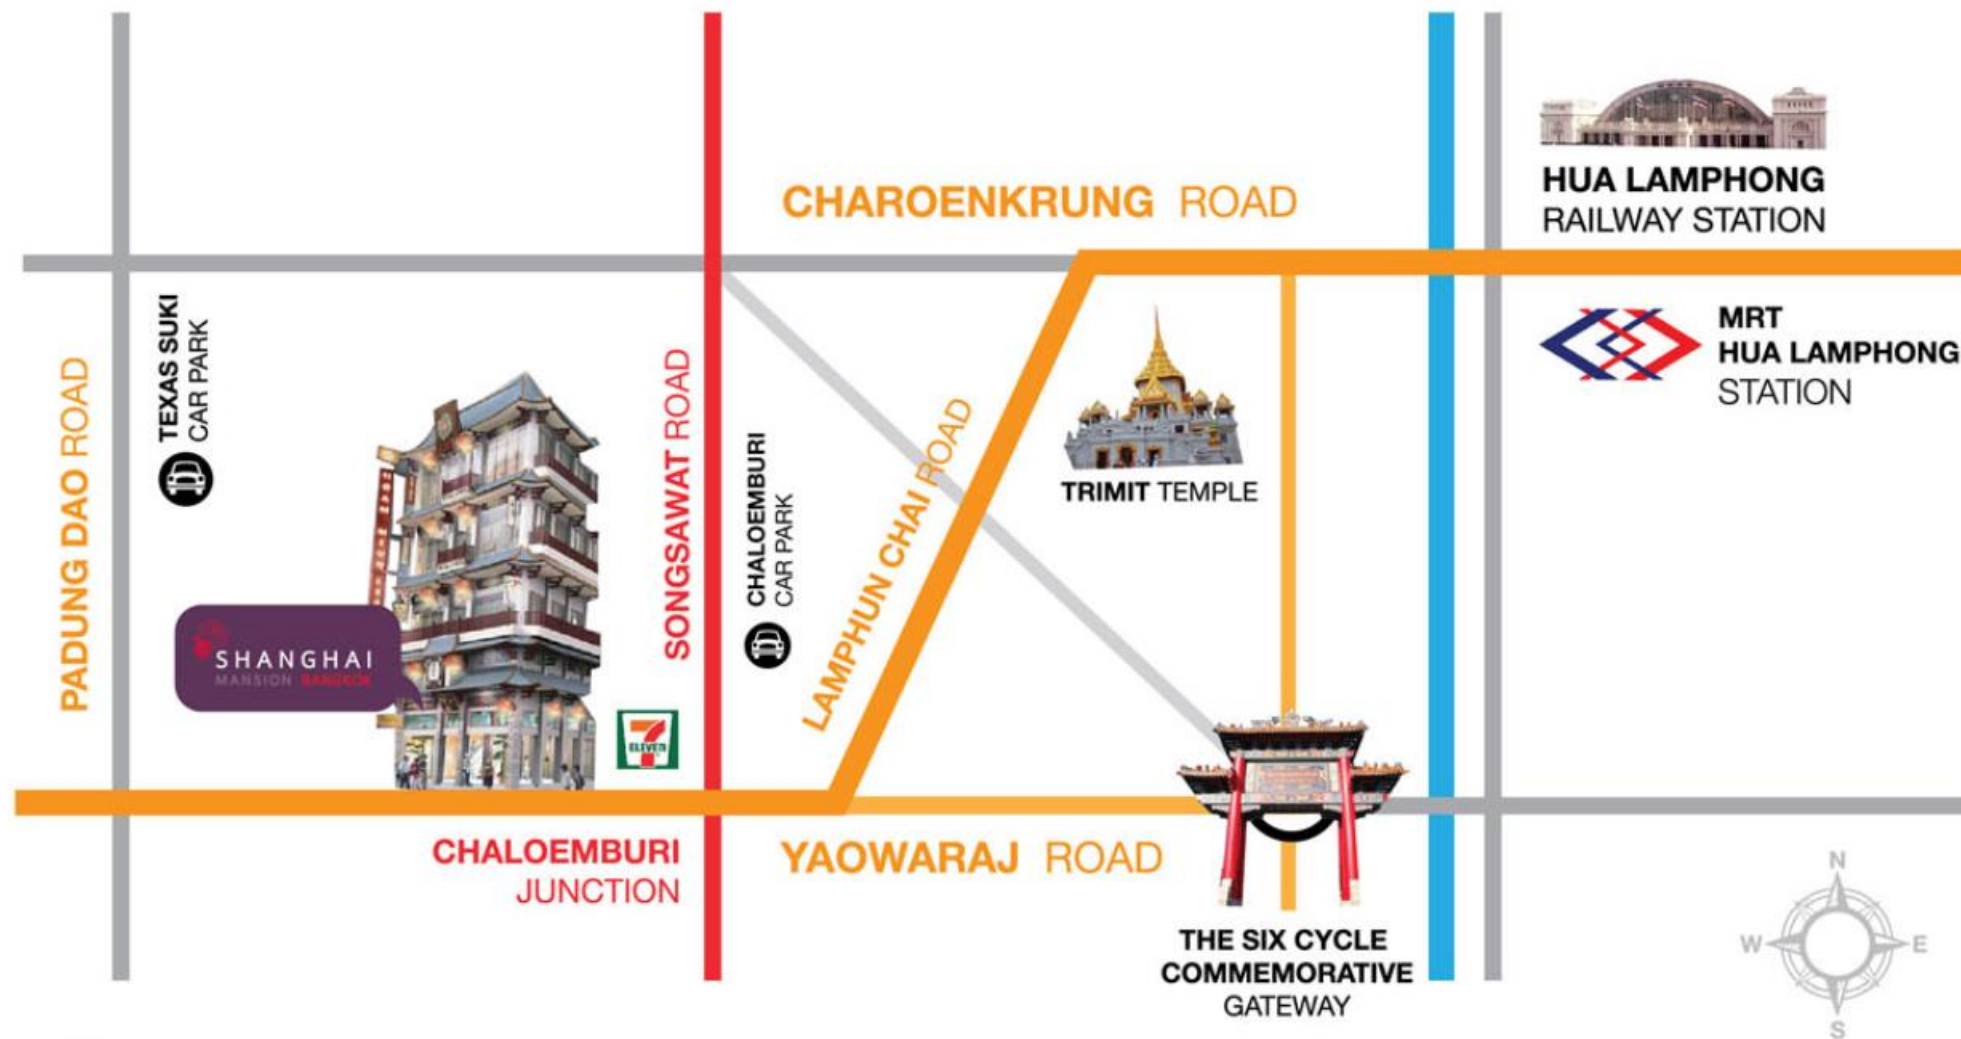 CHAROENKRUNG ROAD
HUA LAMPHONG
RAILWAY STATION
MRT
HUA LAMPHONG
STATION
PADUNG DAO ROAD
TEXAS SUKI
CAR PARK
SONGSAWAT ROAD
CHALOEMBURI
CAR PARK
LAMPHUN CHAI ROAD
TRIMIT TEMPLE
SHANGHAI
MANSION BANGKOK
7
ELEVEn
CHALOEMBURI
JUNCTION
YAOWARAJ ROAD
THE SIX CYCLE
COMMEMORATIVE
GATEWAY
N
W E
S